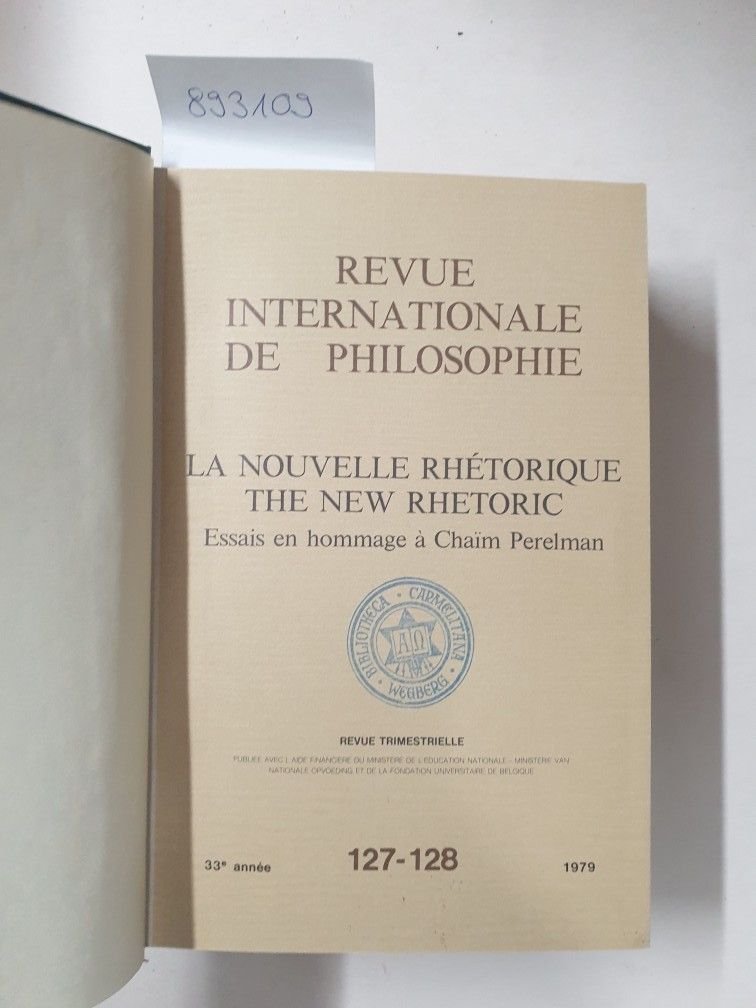 893109
REVUE
INTERNATIONALE
DE PHILOSOPHIE
LA NOUVELLE RHÉTORIQUE
THE NEW RHETORIC
Essais en hommage à Chaïm Perelman
BIBLIOTHECA · CARMELITANA · WEGBERG ·
ΑΩ
REVUE TRIMESTRIELLE
PUBLIÉE AVEC L'AIDE FINANCIÈRE DU MINISTÈRE DE L'ÉDUCATION NATIONALE - MINISTERIE VAN
NATIONALE OPVOEDING ET DE LA FONDATION UNIVERSITAIRE DE BELGIQUE
33e année 127-128 1979